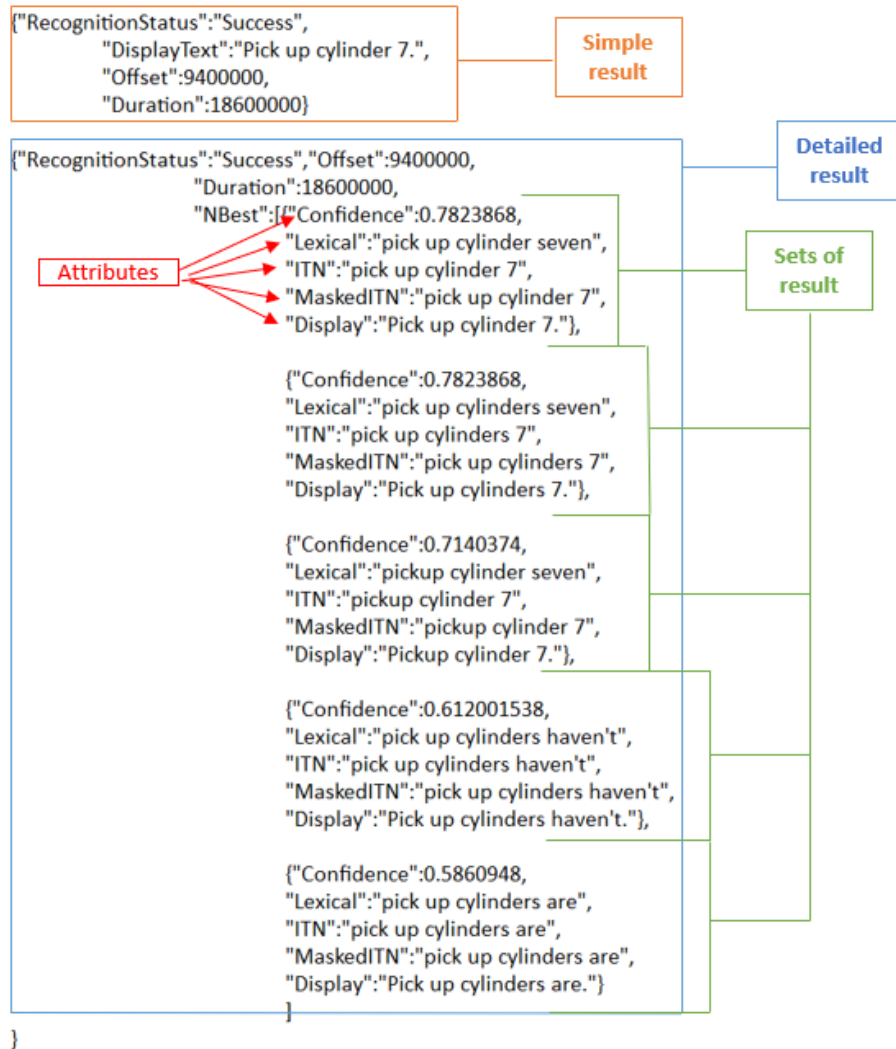 {"RecognitionStatus":"Success",
"DisplayText":"Pick up cylinder 7.",
"Offset":9400000,
"Duration":18600000}
Simple
result
{"RecognitionStatus":"Success","Offset":9400000,
"Duration":18600000,
"NBest":[{"Confidence":0.7823868,
"Lexical":"pick up cylinder seven",
"ITN":"pick up cylinder 7",
"MaskedITN":"pick up cylinder 7",
"Display":"Pick up cylinder 7."},
Detailed
result
Attributes
Sets of
result
{"Confidence":0.7823868,
"Lexical":"pick up cylinders seven",
"ITN":"pick up cylinders 7",
"MaskedITN":"pick up cylinders 7",
"Display":"Pick up cylinders 7."},
{"Confidence":0.7140374,
"Lexical":"pickup cylinder seven",
"ITN":"pickup cylinder 7",
"MaskedITN":"pickup cylinder 7",
"Display":"Pickup cylinder 7."},
{"Confidence":0.612001538,
"Lexical":"pick up cylinders haven't",
"ITN":"pick up cylinders haven't",
"MaskedITN":"pick up cylinders haven't",
"Display":"Pick up cylinders haven't."},
{"Confidence":0.5860948,
"Lexical":"pick up cylinders are",
"ITN":"pick up cylinders are",
"MaskedITN":"pick up cylinders are",
"Display":"Pick up cylinders are."}
]
}